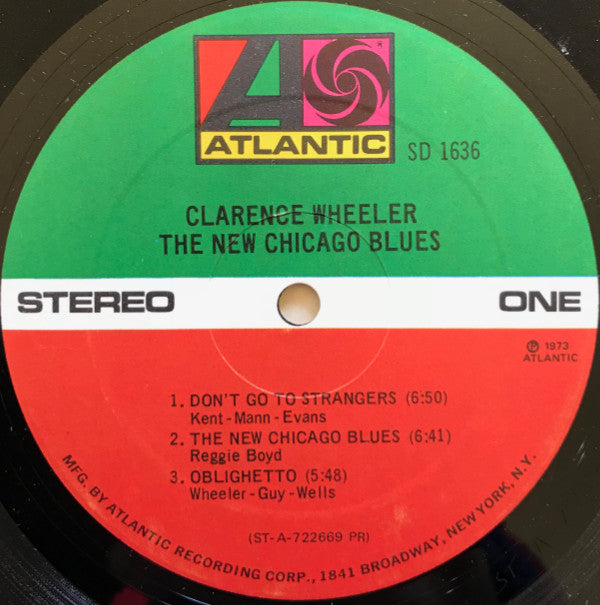 ATLANTIC
SD 1636
CLARENCE WHEELER
THE NEW CHICAGO BLUES
STEREO
ONE
℗ 1973
ATLANTIC
1. DON'T GO TO STRANGERS (6:50)
Kent-Mann-Evans
2. THE NEW CHICAGO BLUES (6:41)
Reggie Boyd
3. OBLIGHETTO (5:48)
Wheeler-Guy-Wells
(ST-A-722669 PR)
MFG. BY ATLANTIC RECORDING CORP., 1841 BROADWAY, NEW YORK, N.Y.